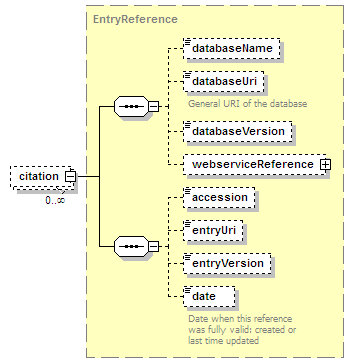 EntryReference
databaseName
databaseUri
General URI of the database
databaseVersion
webserviceReference
citation
0..∞
accession
entryUri
entryVersion
date
Date when this reference
was fully valid: created or
last time updated